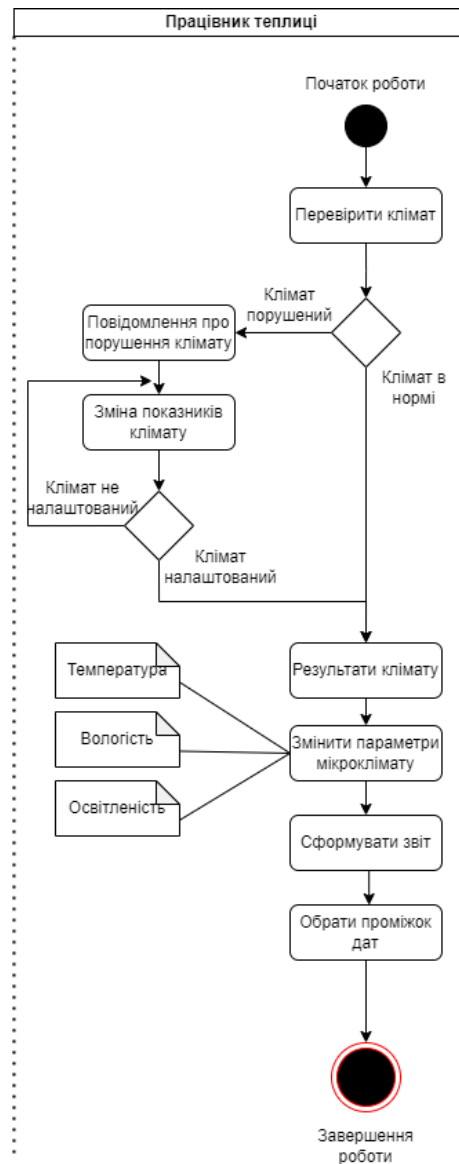 Працівник теплиці
Початок роботи
Перевірити клімат
Клімат
порушений
Повідомлення про
порушення клімату
Клімат в
нормі
Зміна показників
клімату
Клімат не
налаштований
Клімат
налаштований
Результати клімату
Температура
Змінити параметри
мікроклімату
Вологість
Освітленість
Сформувати звіт
Обрати проміжок
дат
Завершення
роботи